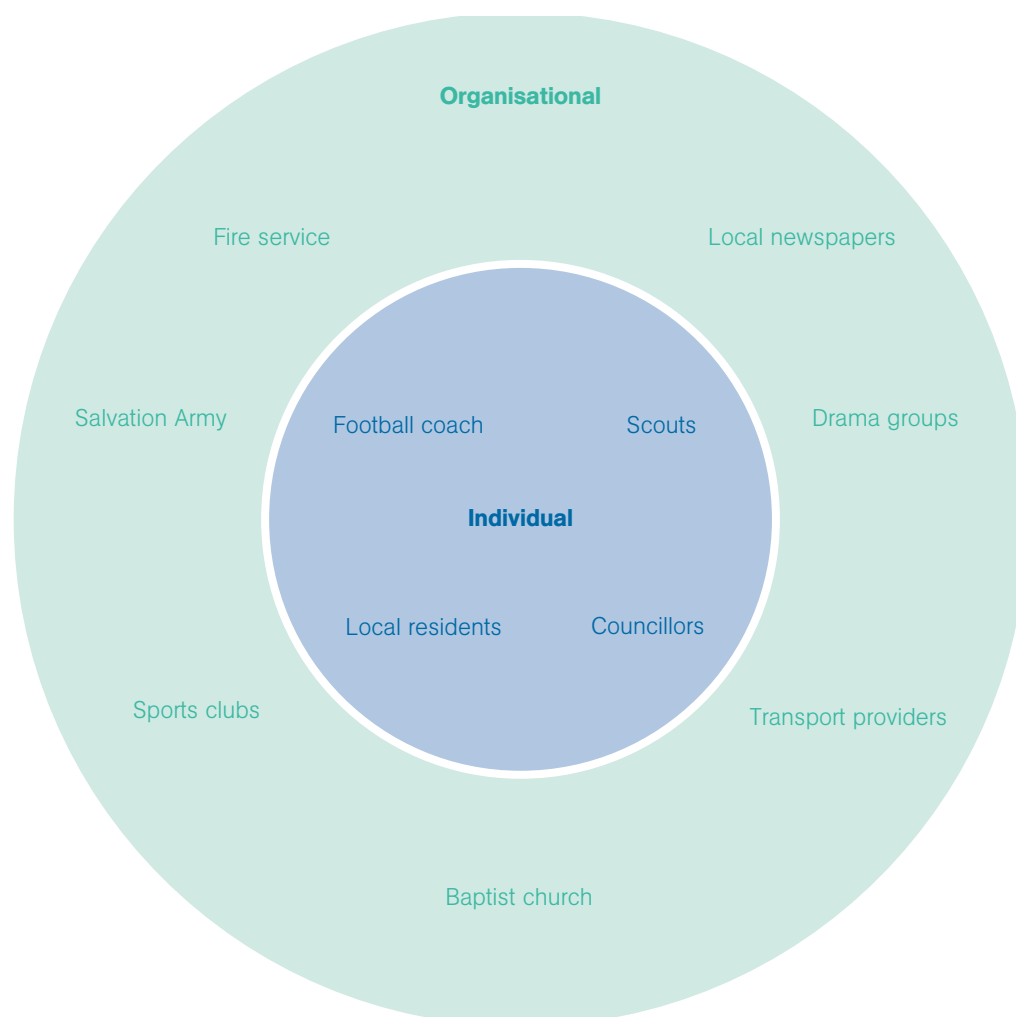 Organisational
Fire service
Local newspapers
Salvation Army
Drama groups
Football coach
Scouts
Individual
Local residents
Councillors
Sports clubs
Transport providers
Baptist church